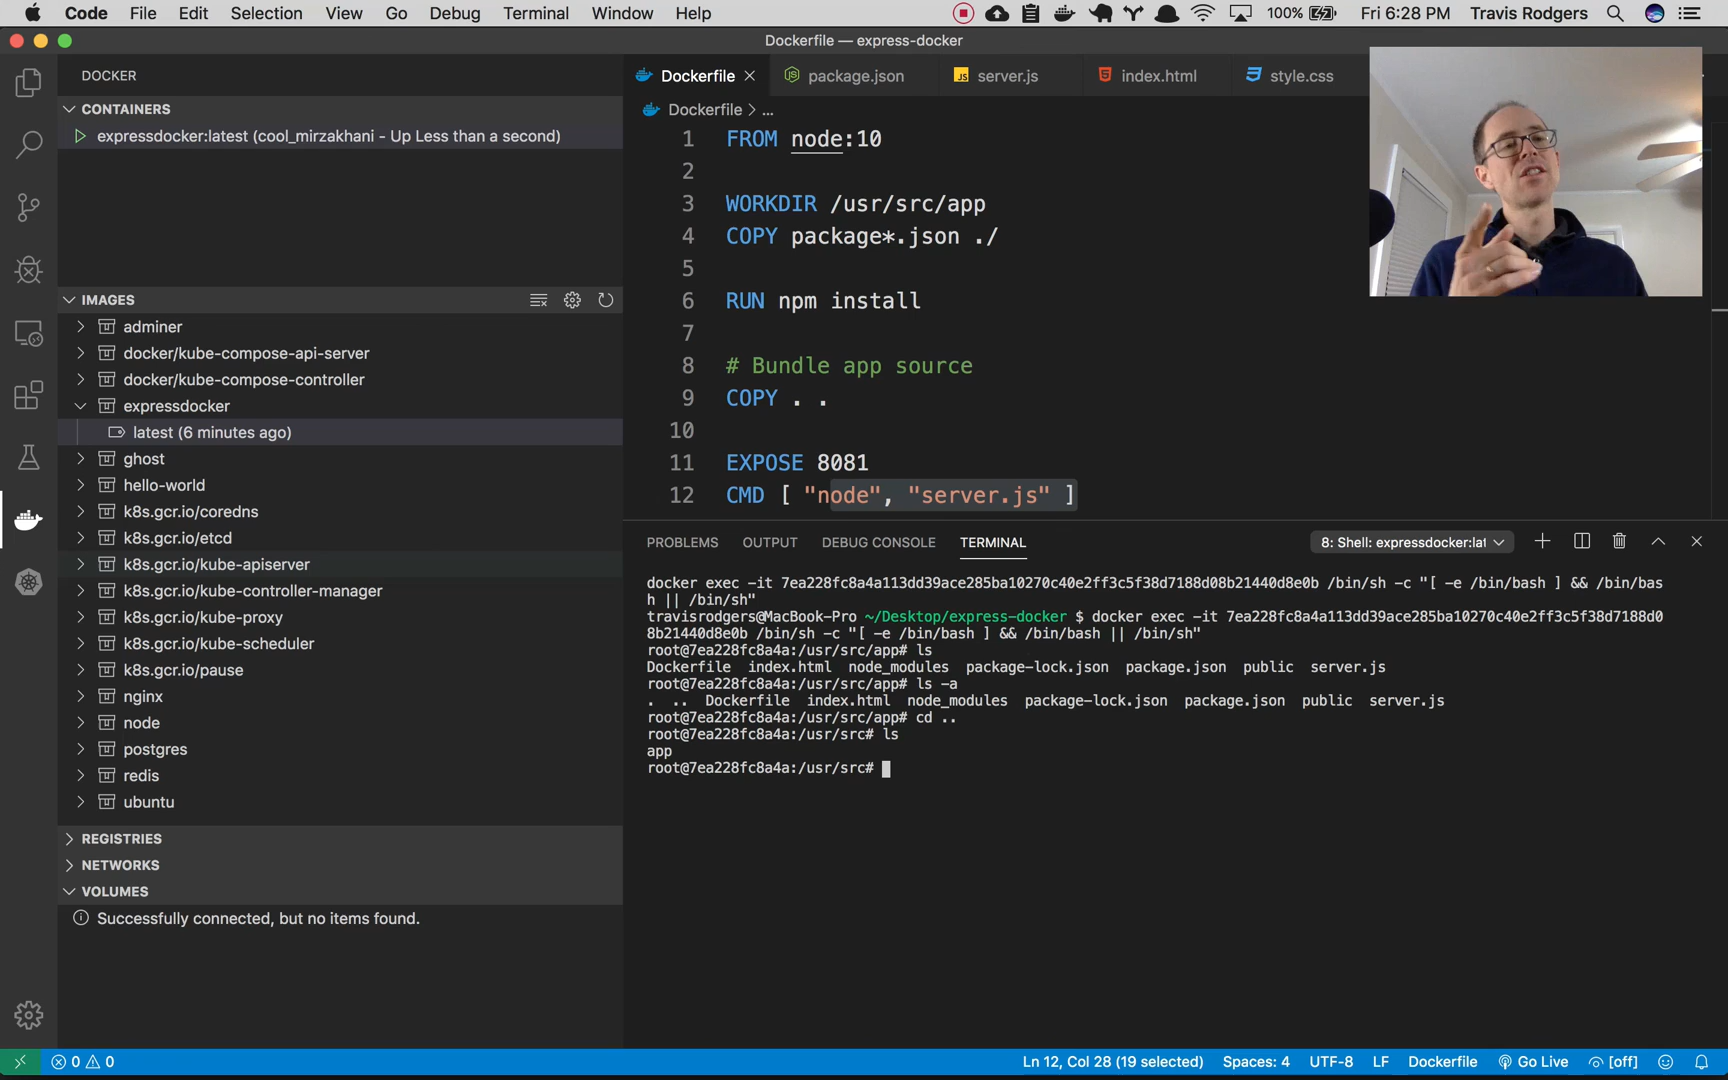 Code File Edit Selection View Go Debug Terminal Window Help 100% Fri 6:28 PM Travis Rodgers
Dockerfile — express-docker
DOCKER
CONTAINERS
expressdocker:latest (cool_mirzakhani - Up Less than a second)
IMAGES
adminer
docker/kube-compose-api-server
docker/kube-compose-controller
expressdocker
latest (6 minutes ago)
ghost
hello-world
k8s.gcr.io/coredns
k8s.gcr.io/etcd
k8s.gcr.io/kube-apiserver
k8s.gcr.io/kube-controller-manager
k8s.gcr.io/kube-proxy
k8s.gcr.io/kube-scheduler
k8s.gcr.io/pause
nginx
node
postgres
redis
ubuntu
REGISTRIES
NETWORKS
VOLUMES
Successfully connected, but no items found.
Dockerfile package.json JS server.js index.html style.css
Dockerfile > ...
1 FROM node:10
2
3 WORKDIR /usr/src/app
4 COPY package*.json ./
5
6 RUN npm install
7
8 # Bundle app source
9 COPY . .
10
11 EXPOSE 8081
12 CMD [ "node", "server.js" ]
PROBLEMS OUTPUT DEBUG CONSOLE TERMINAL 8: Shell: expressdocker:lat
docker exec -it 7ea228fc8a4a113dd39ace285ba10270c40e2ff3c5f38d7188d08b21440d8e0b /bin/sh -c "[ -e /bin/bash ] && /bin/bas
h || /bin/sh"
travisrodgers@MacBook-Pro ~/Desktop/express-docker $ docker exec -it 7ea228fc8a4a113dd39ace285ba10270c40e2ff3c5f38d7188d0
8b21440d8e0b /bin/sh -c "[ -e /bin/bash ] && /bin/bash || /bin/sh"
root@7ea228fc8a4a:/usr/src/app# ls
Dockerfile index.html node_modules package-lock.json package.json public server.js
root@7ea228fc8a4a:/usr/src/app# ls -a
. .. Dockerfile index.html node_modules package-lock.json package.json public server.js
root@7ea228fc8a4a:/usr/src/app# cd ..
root@7ea228fc8a4a:/usr/src# ls
app
root@7ea228fc8a4a:/usr/src#
0 0 Ln 12, Col 28 (19 selected) Spaces: 4 UTF-8 LF Dockerfile Go Live [off]